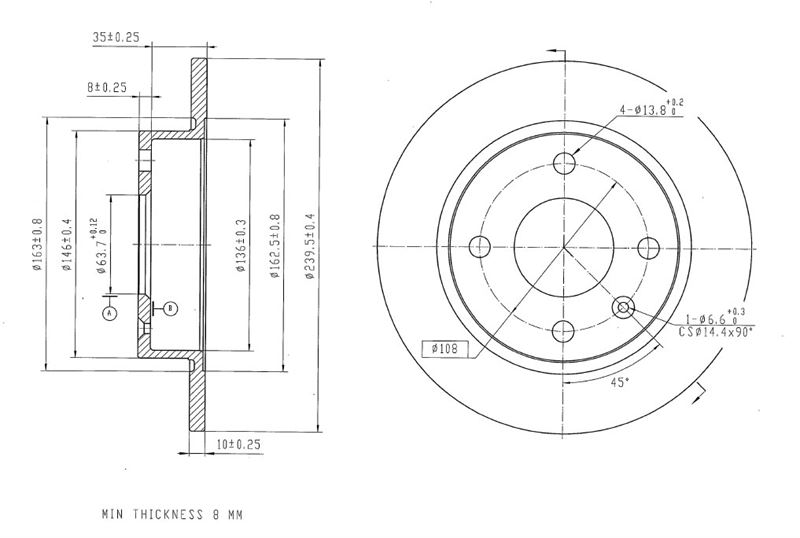 35±0.25
8±0.25
4-Ø13.8 +0.2 0
Ø163±0.8
Ø146±0.4
Ø63.7 +0.12 0
Ø136±0.3
Ø162.5±0.8
Ø239.5±0.4
A
B
1-Ø6.6 +0.3 0
CSØ14.4x90°
Ø108
45°
10±0.25
MIN THICKNESS 8 MM